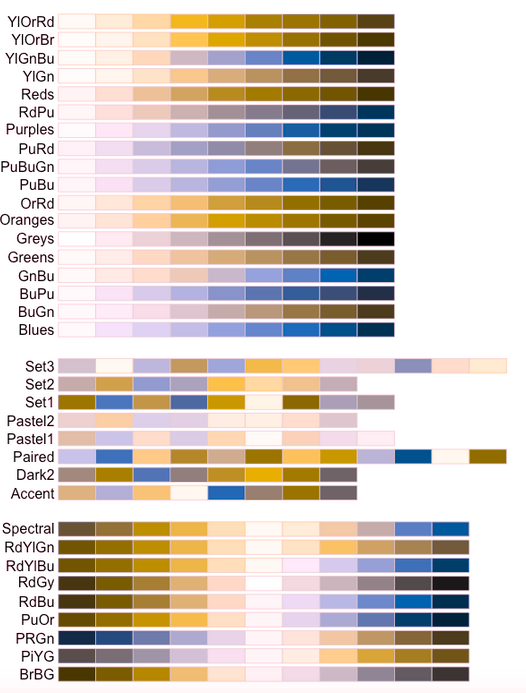 YlOrRd
YlOrBr
YlGnBu
YlGn
Reds
RdPu
Purples
PuRd
PuBuGn
PuBu
OrRd
Oranges
Greys
Greens
GnBu
BuPu
BuGn
Blues
Set3
Set2
Set1
Pastel2
Pastel1
Paired
Dark2
Accent
Spectral
RdYlGn
RdYlBu
RdGy
RdBu
PuOr
PRGn
PiYG
BrBG